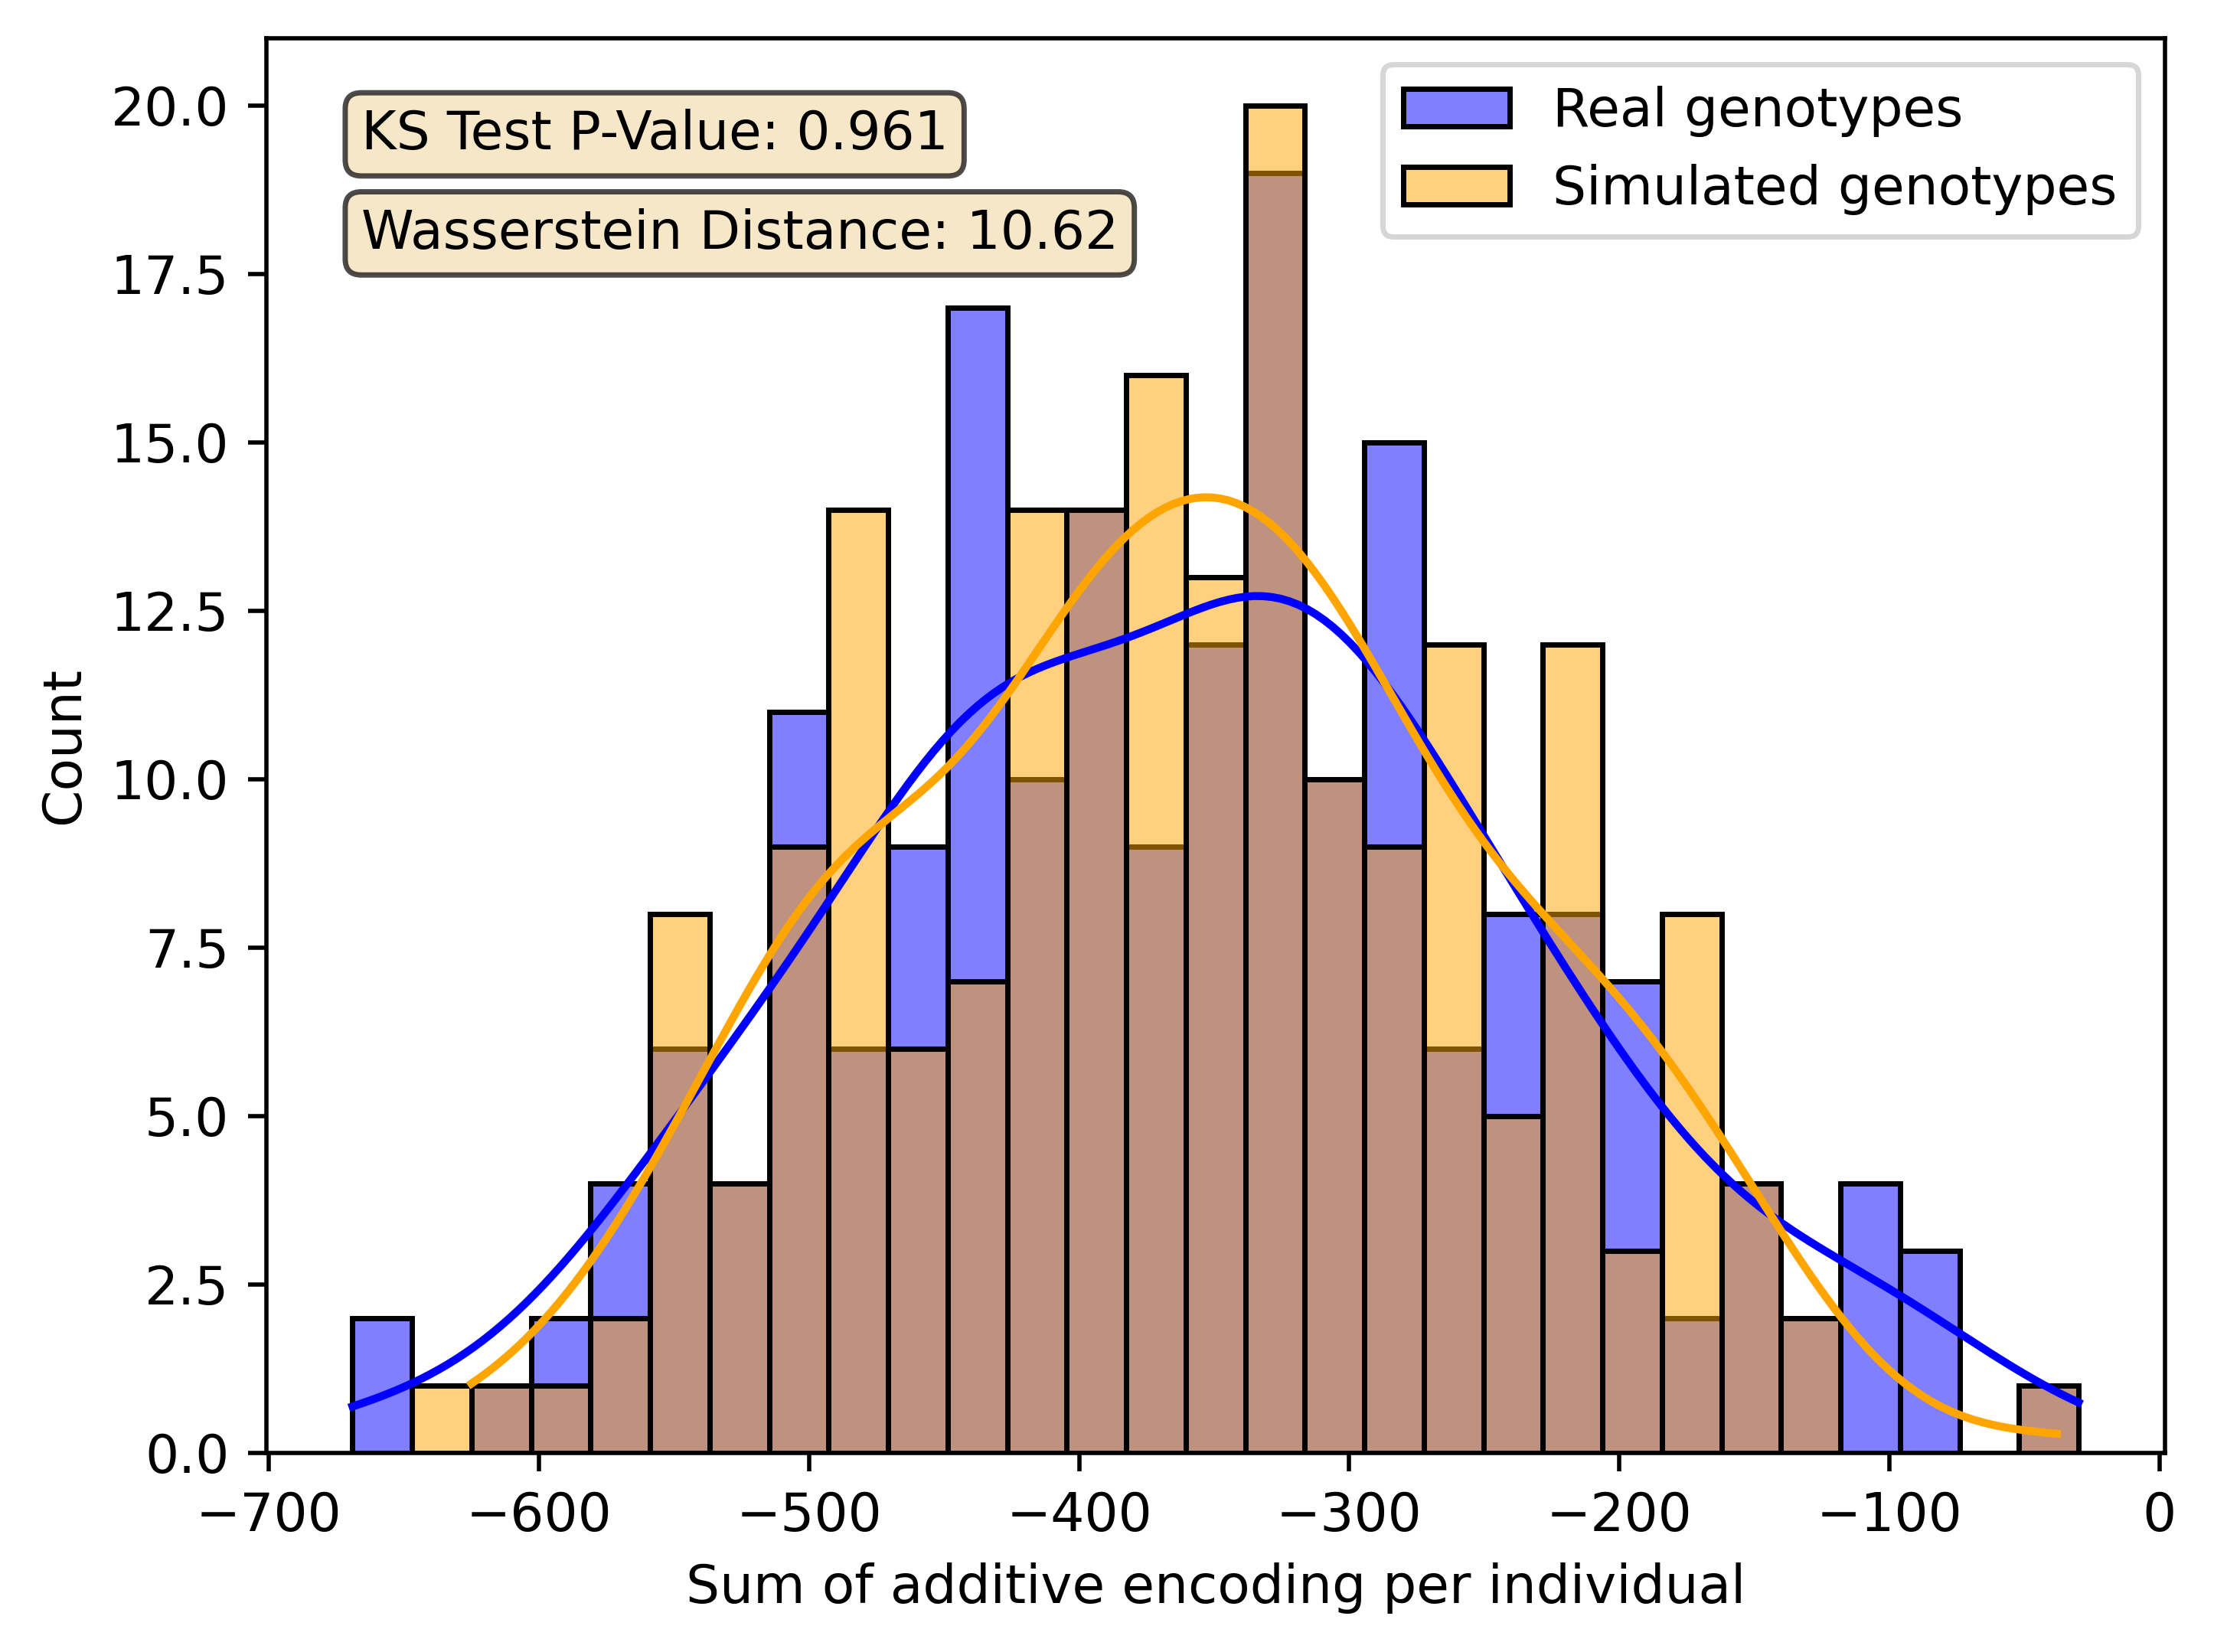 KS Test P-Value: 0.961
Wasserstein Distance: 10.62
Real genotypes
Simulated genotypes
Count
20.0
17.5
15.0
12.5
10.0
7.5
5.0
2.5
0.0
−700 −600 −500 −400 −300 −200 −100 0
Sum of additive encoding per individual